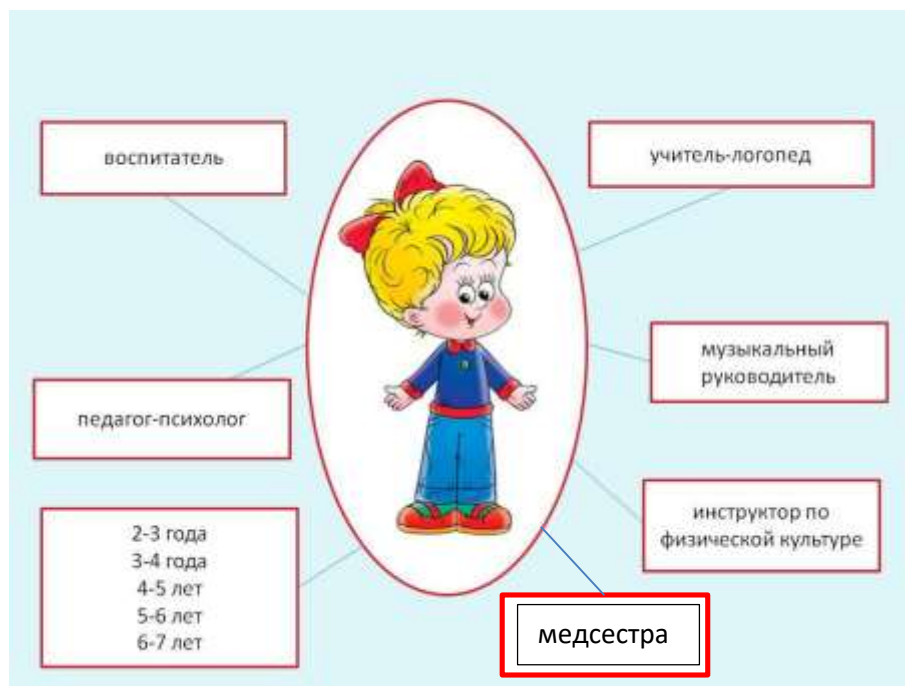 воспитатель
учитель-логопед
музыкальный
руководитель
педагог-психолог
инструктор по
физической культуре
2-3 года
3-4 года
4-5 лет
5-6 лет
6-7 лет
медсестра